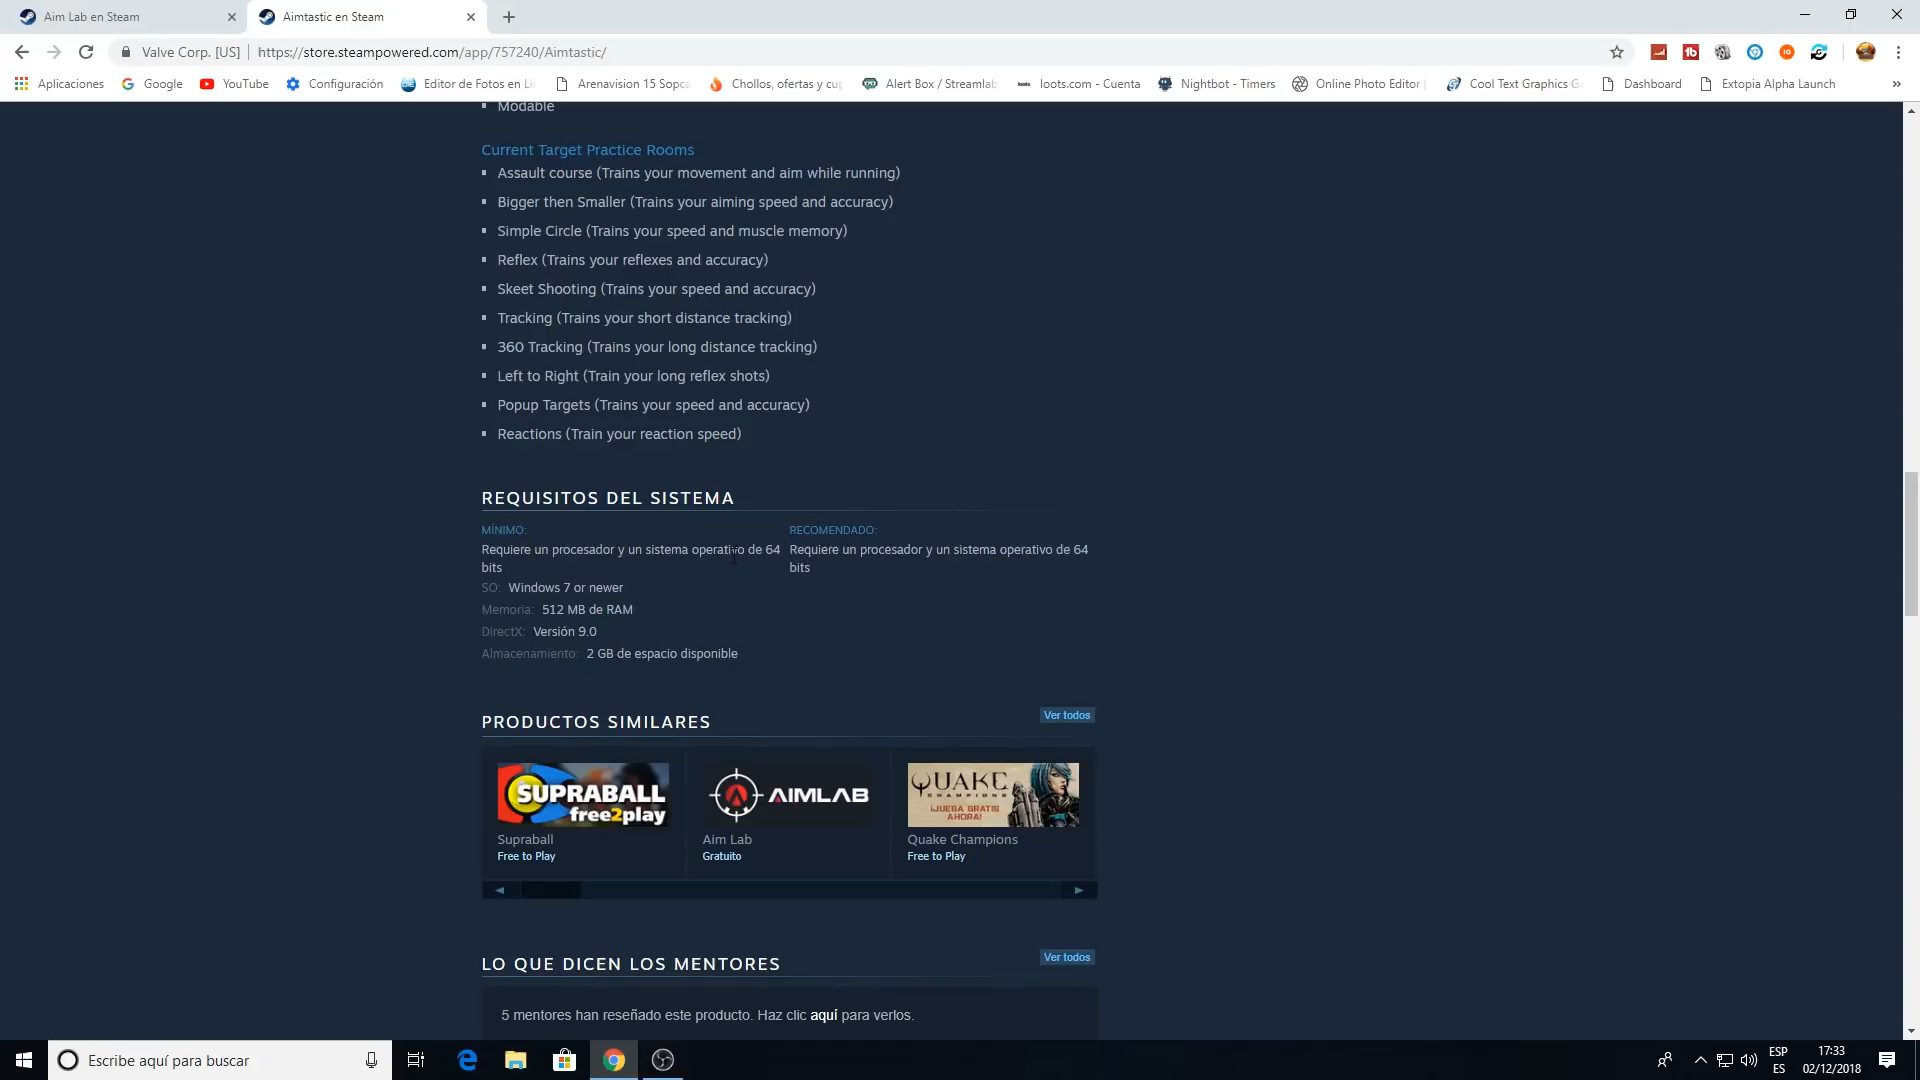 Aim Lab en Steam
Aimtastic en Steam
Valve Corp. [US] https://store.steampowered.com/app/757240/Aimtastic/
Aplicaciones Google YouTube Configuración Editor de Fotos en Lí Arenavision 15 Sopca Chollos, ofertas y cup Alert Box / Streamlab loots.com - Cuenta Nightbot - Timers Online Photo Editor Cool Text Graphics G Dashboard Extopia Alpha Launch »
Modable
Current Target Practice Rooms
Assault course (Trains your movement and aim while running)
Bigger then Smaller (Trains your aiming speed and accuracy)
Simple Circle (Trains your speed and muscle memory)
Reflex (Trains your reflexes and accuracy)
Skeet Shooting (Trains your speed and accuracy)
Tracking (Trains your short distance tracking)
360 Tracking (Trains your long distance tracking)
Left to Right (Train your long reflex shots)
Popup Targets (Trains your speed and accuracy)
Reactions (Train your reaction speed)
REQUISITOS DEL SISTEMA
MÍNIMO:
Requiere un procesador y un sistema operativo de 64
bits
SO: Windows 7 or newer
Memoria: 512 MB de RAM
DirectX: Versión 9.0
Almacenamiento: 2 GB de espacio disponible
RECOMENDADO:
Requiere un procesador y un sistema operativo de 64
bits
PRODUCTOS SIMILARES
Ver todos
SUPRABALL
free2play
Supraball
Free to Play
AIMLAB
Aim Lab
Gratuito
QUAKE
CHAMPIONS
¡JUEGA GRATIS
AHORA!
Quake Champions
Free to Play
LO QUE DICEN LOS MENTORES
Ver todos
5 mentores han reseñado este producto. Haz clic aquí para verlos.
Escribe aquí para buscar
ESP
ES
17:33
02/12/2018